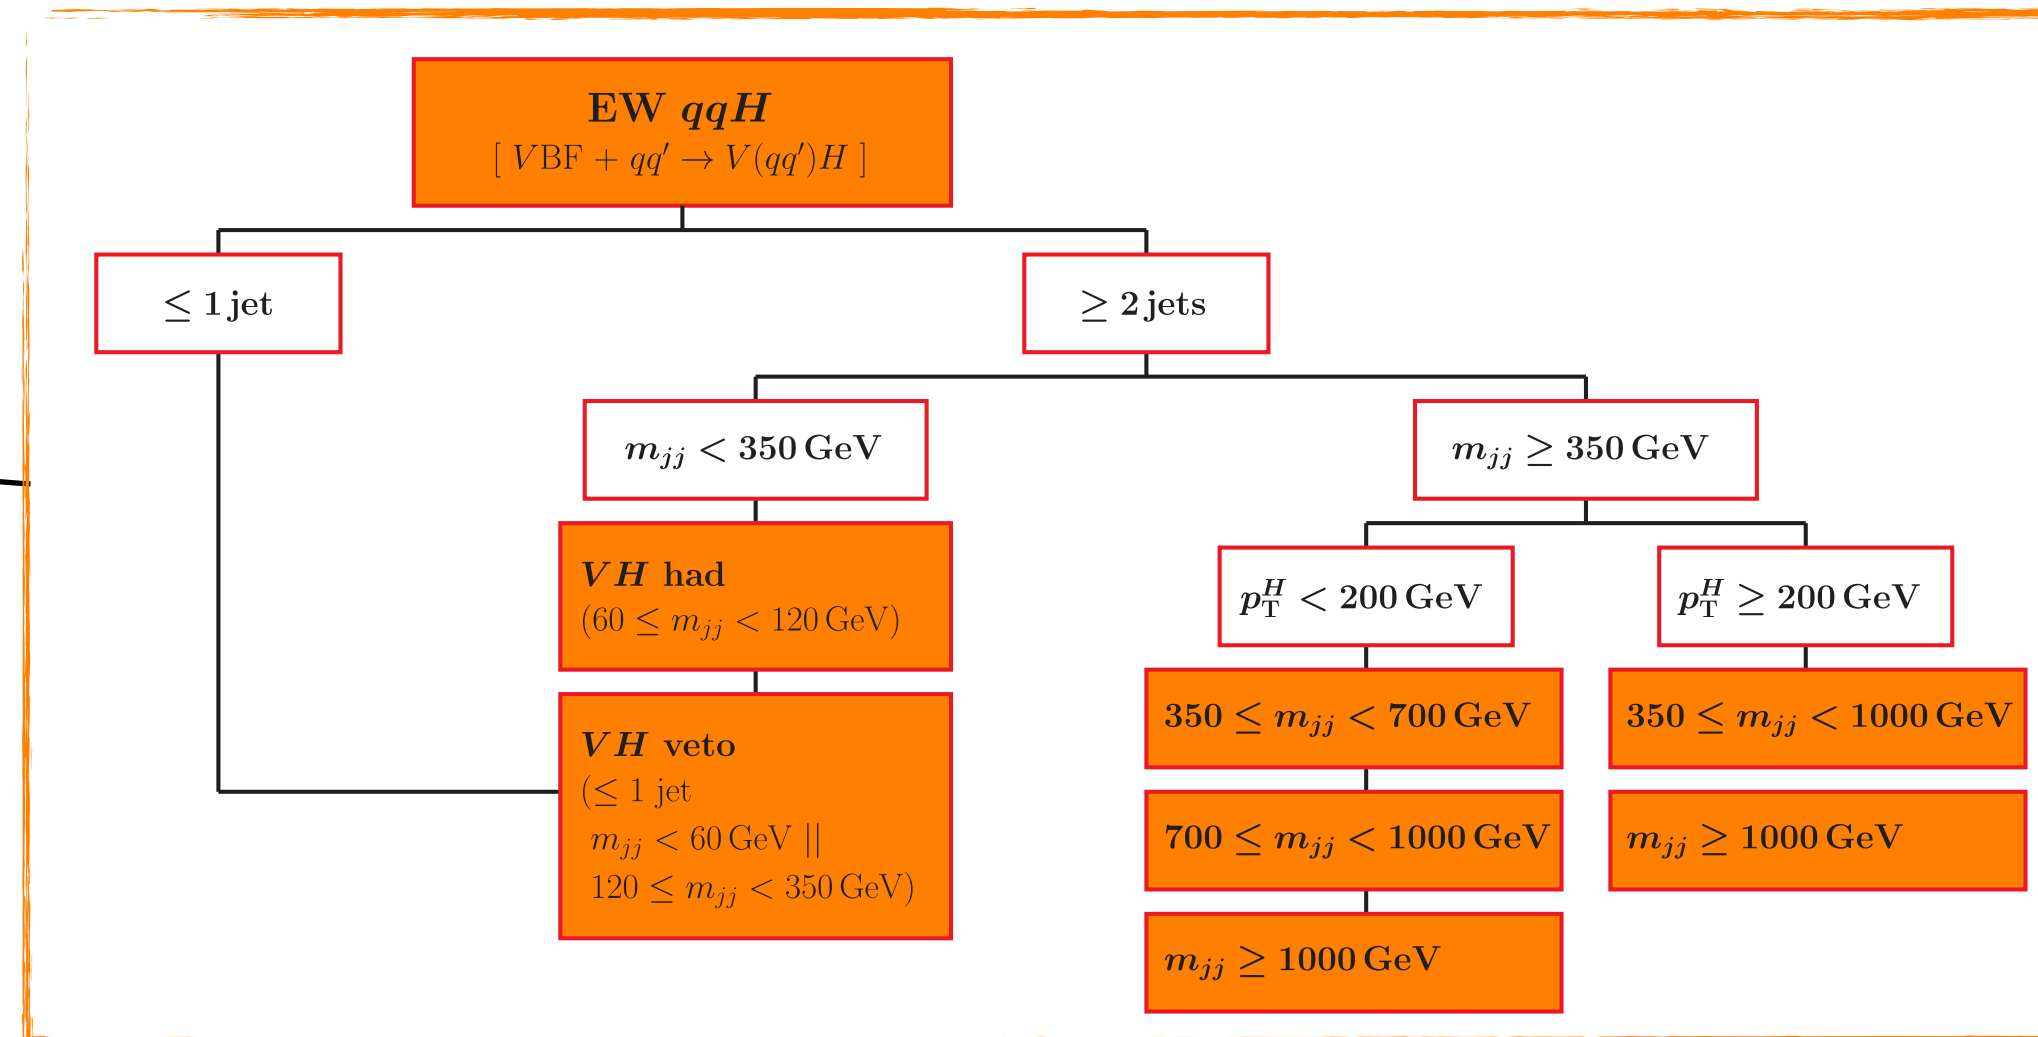 EW qqH
[ VBF + qq′ → V(qq′)H ]
≤ 1 jet
≥ 2 jets
m_jj < 350 GeV
m_jj ≥ 350 GeV
VH had
(60 ≤ m_jj < 120 GeV)
p_T^H < 200 GeV
p_T^H ≥ 200 GeV
350 ≤ m_jj < 700 GeV
350 ≤ m_jj < 1000 GeV
VH veto
(≤ 1 jet
m_jj < 60 GeV ||
120 ≤ m_jj < 350 GeV)
700 ≤ m_jj < 1000 GeV
m_jj ≥ 1000 GeV
m_jj ≥ 1000 GeV